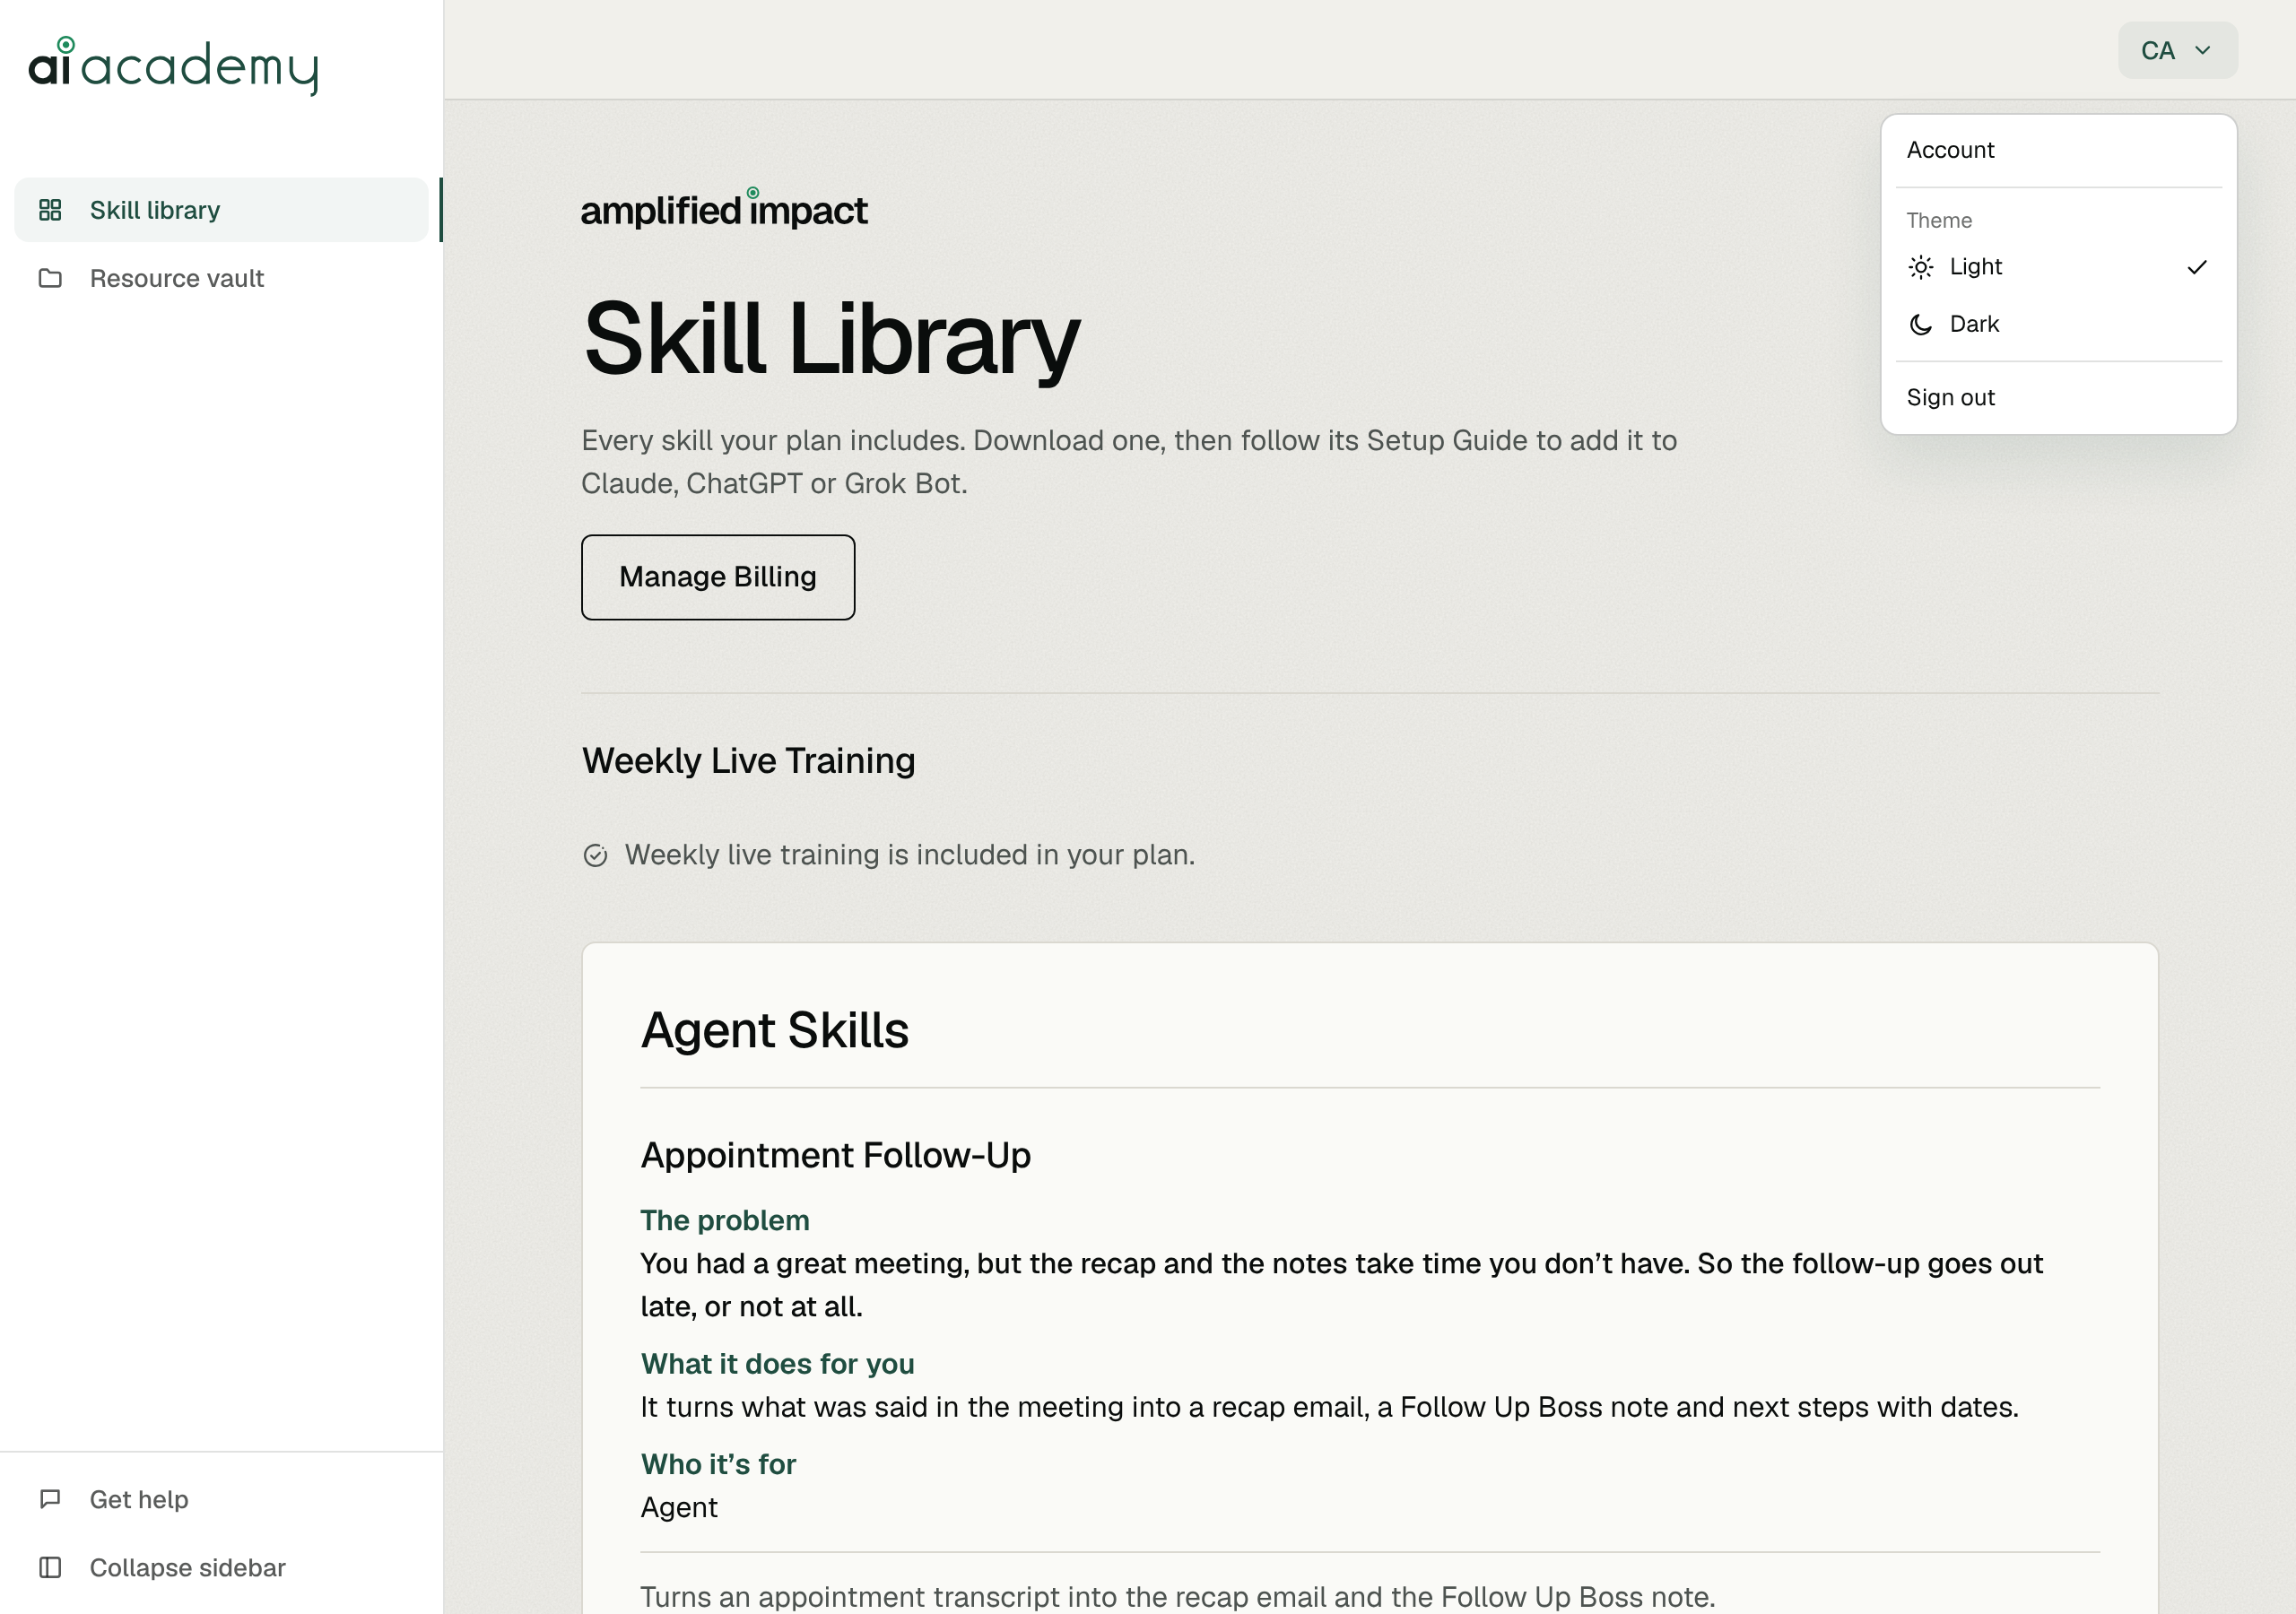 ai academy
Skill library
Resource vault
Get help
Collapse sidebar
CA
Account
Theme
Light
Dark
Sign out
amplified impact
Skill Library
Every skill your plan includes. Download one, then follow its Setup Guide to add it to
Claude, ChatGPT or Grok Bot.
Manage Billing
Weekly Live Training
Weekly live training is included in your plan.
Agent Skills
Appointment Follow-Up
The problem
You had a great meeting, but the recap and the notes take time you don’t have. So the follow-up goes out
late, or not at all.
What it does for you
It turns what was said in the meeting into a recap email, a Follow Up Boss note and next steps with dates.
Who it’s for
Agent
Turns an appointment transcript into the recap email and the Follow Up Boss note.